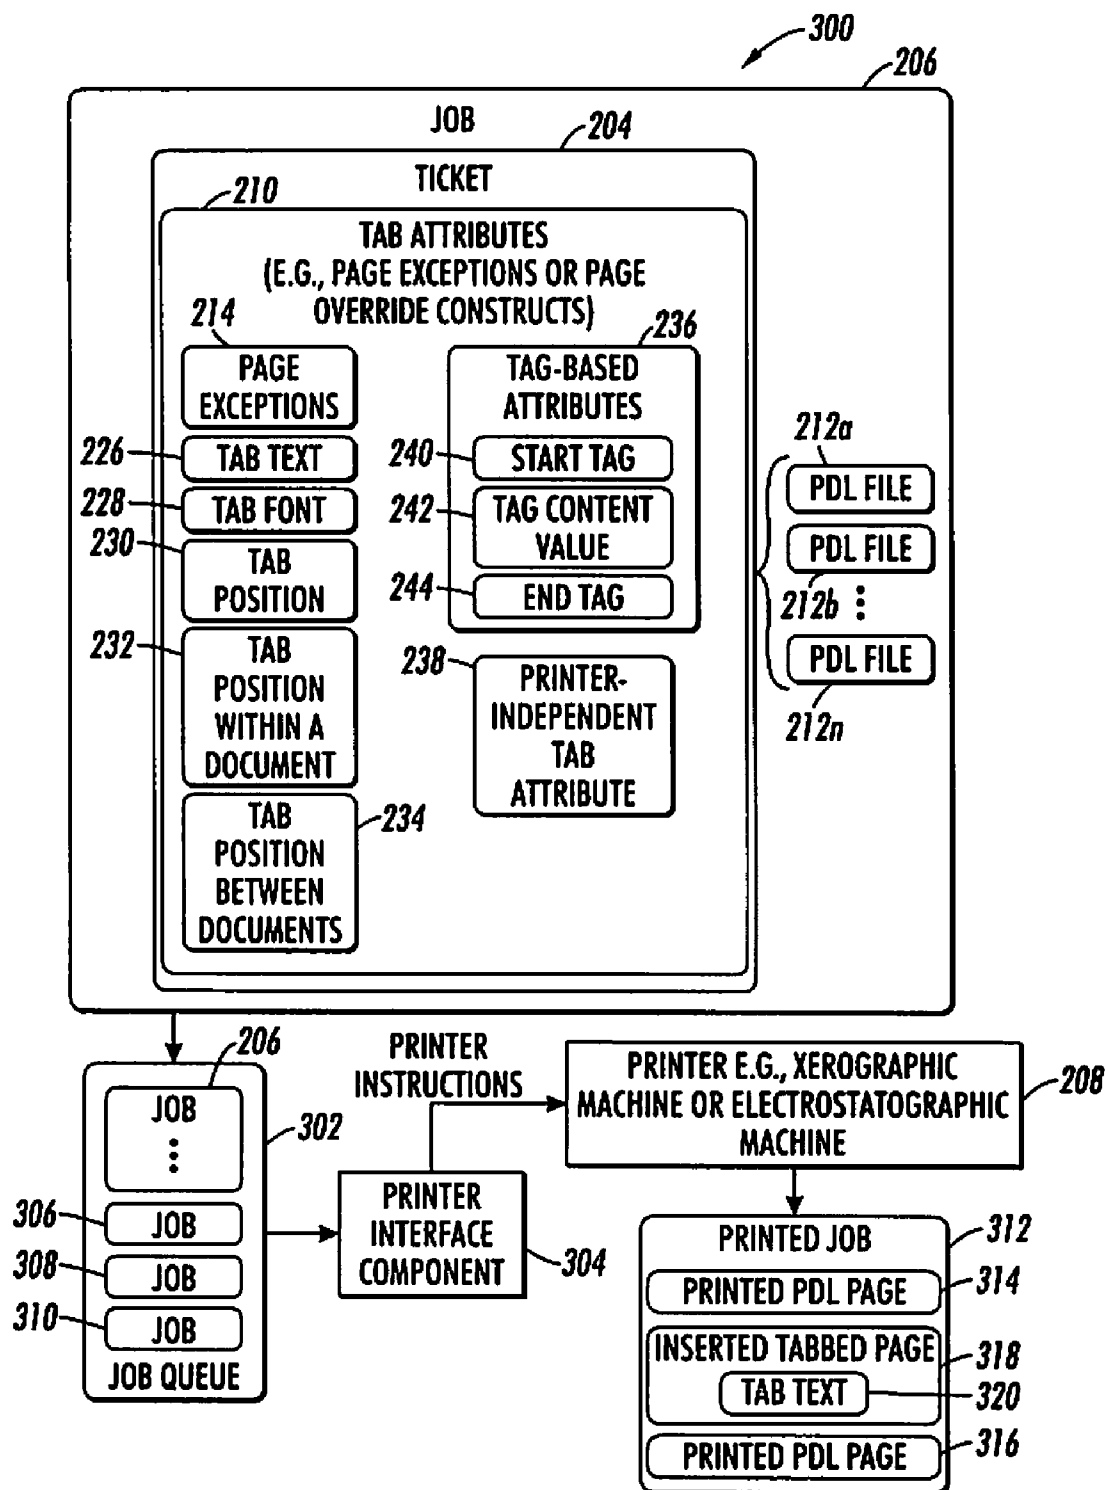 300
206
JOB
204
TICKET
210
TAB ATTRIBUTES
(E.G., PAGE EXCEPTIONS OR PAGE
OVERRIDE CONSTRUCTS)
214
PAGE
EXCEPTIONS
226
TAB TEXT
228
TAB FONT
230
TAB
POSITION
232
TAB
POSITION
WITHIN A
DOCUMENT
TAB
POSITION
BETWEEN
DOCUMENTS
234
236
TAG-BASED
ATTRIBUTES
240
START TAG
242
TAG CONTENT
VALUE
244
END TAG
238
PRINTER-
INDEPENDENT
TAB
ATTRIBUTE
212a
PDL FILE
PDL FILE
212b
PDL FILE
212n
206
JOB
302
306
JOB
308
JOB
310
JOB
JOB QUEUE
PRINTER
INSTRUCTIONS
PRINTER
INTERFACE
COMPONENT
304
PRINTER E.G., XEROGRAPHIC
MACHINE OR ELECTROSTATOGRAPHIC
MACHINE
208
PRINTED JOB
312
PRINTED PDL PAGE
314
INSERTED TABBED PAGE
318
TAB TEXT
320
PRINTED PDL PAGE
316